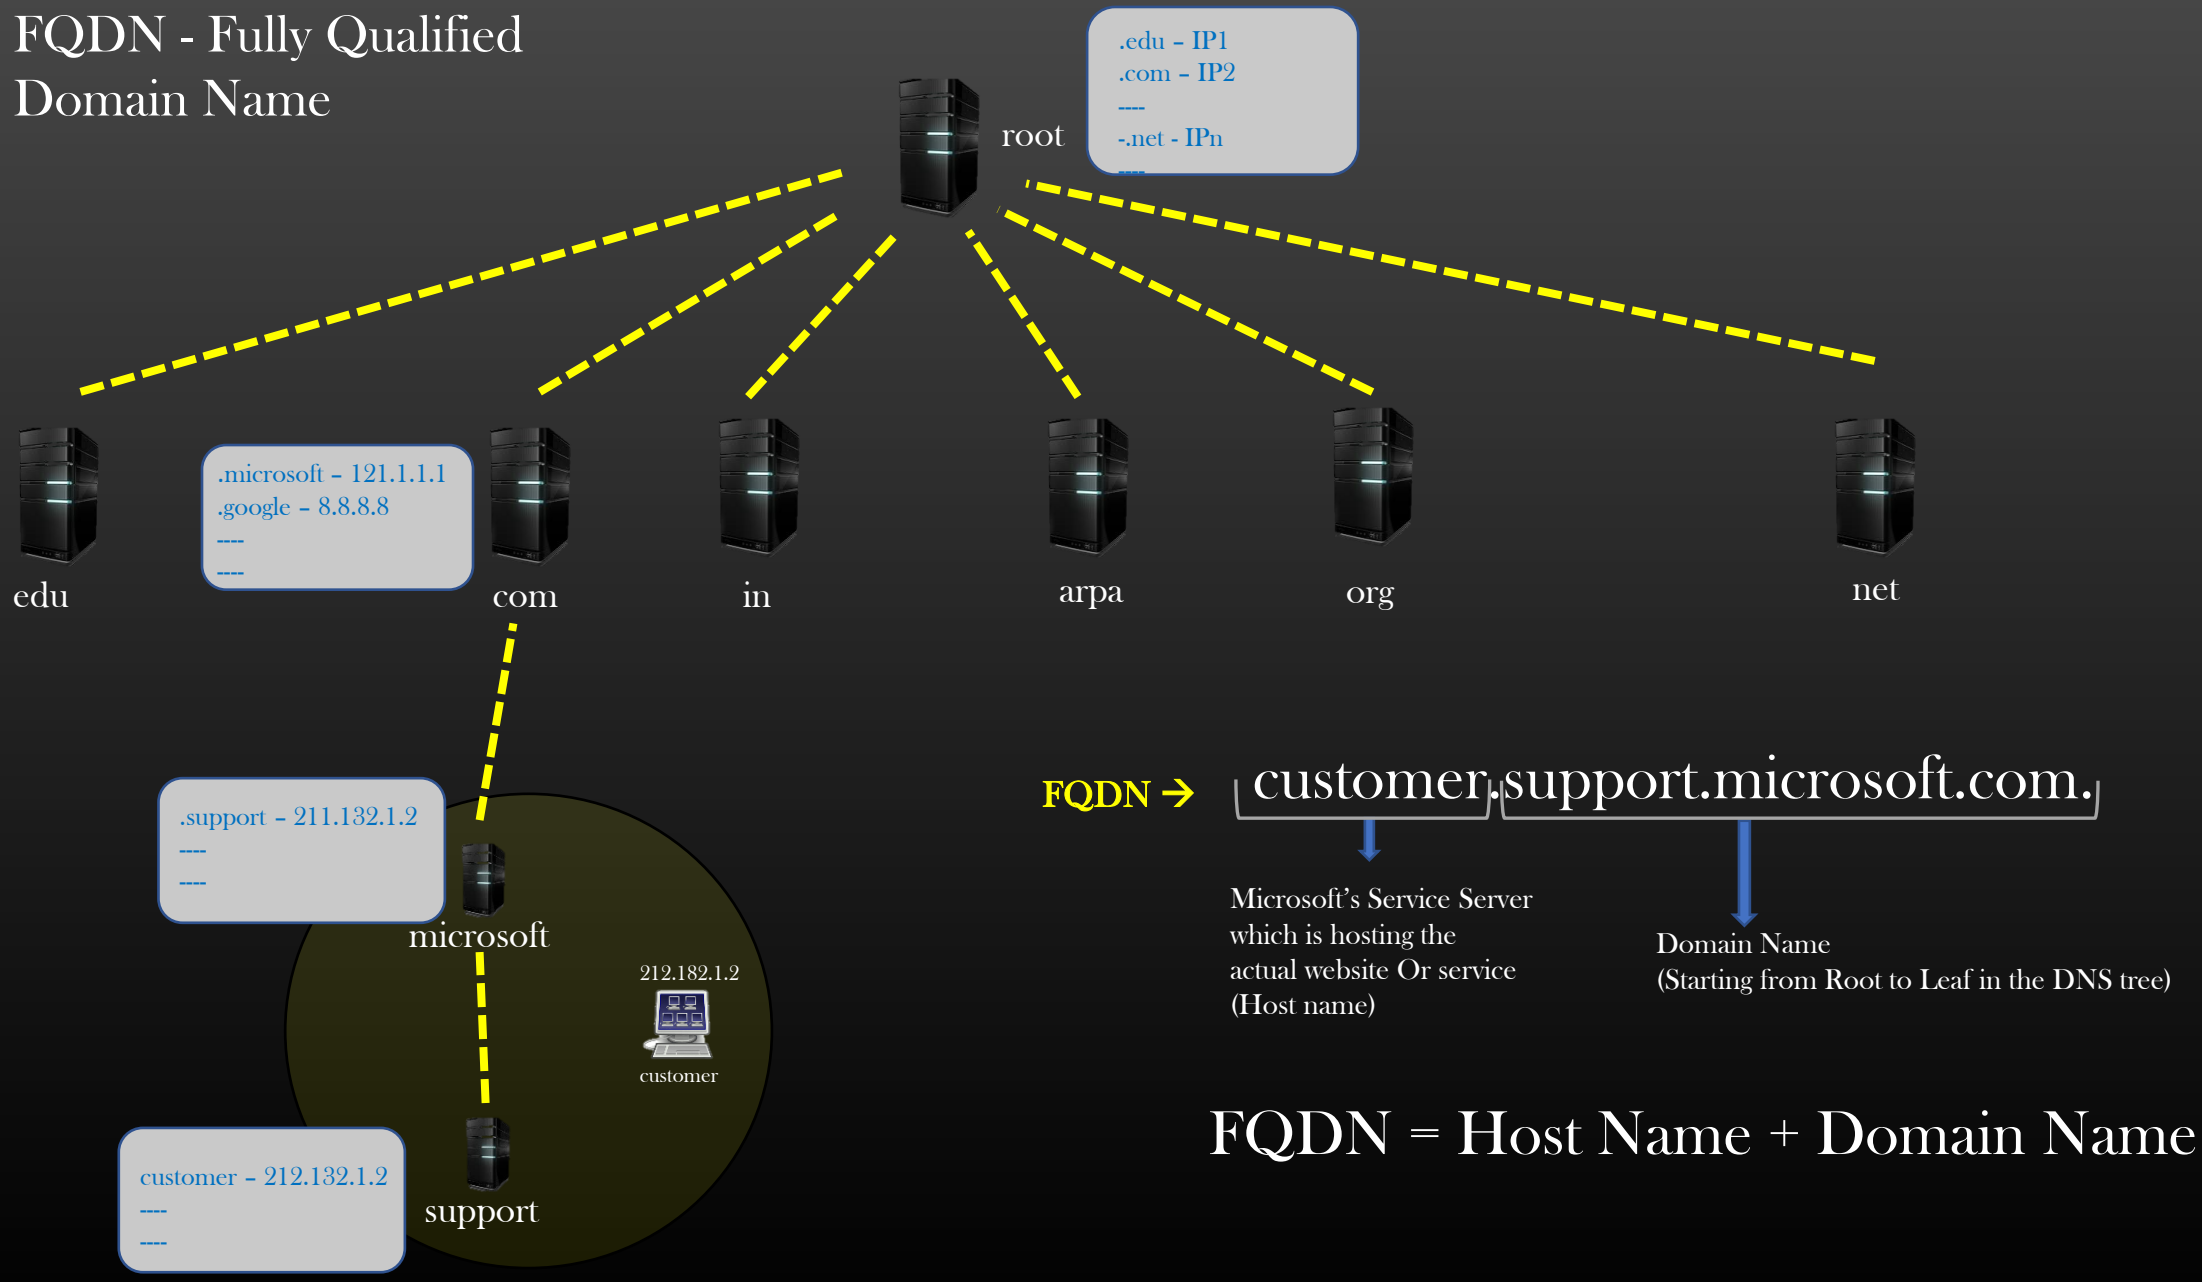 FQDN - Fully Qualified
Domain Name
.edu – IP1
.com – IP2
----
-.net - IPn
----
root
.microsoft – 121.1.1.1
.google – 8.8.8.8
----
----
edu
com
in
arpa
org
net
.support – 211.132.1.2
----
----
microsoft
212.182.1.2
customer
customer – 212.132.1.2
----
----
support
FQDN → customer.support.microsoft.com.
Microsoft’s Service Server
which is hosting the
actual website Or service
(Host name)
Domain Name
(Starting from Root to Leaf in the DNS tree)
FQDN = Host Name + Domain Name